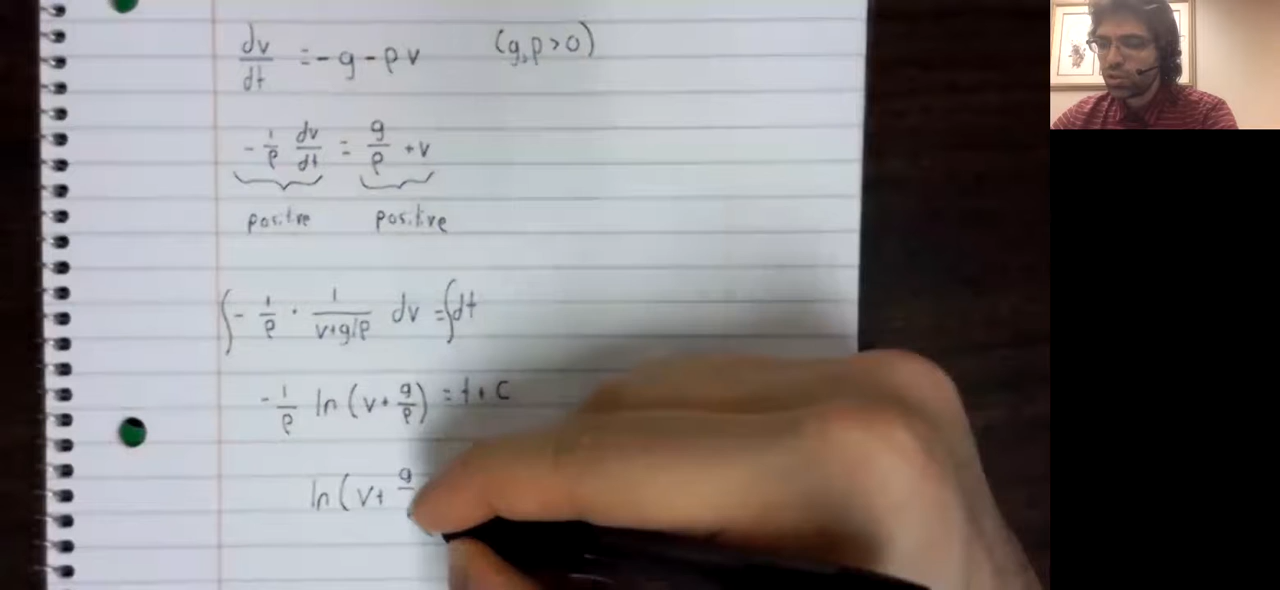 dv/dt = -g - ρv (g,ρ > 0)
-1/ρ dv/dt = g/ρ + v
positive positive
∫ -1/ρ · 1/(v+g/ρ) dv = ∫ dt
-1/ρ ln(v + g/ρ) = t + C
ln(v + g